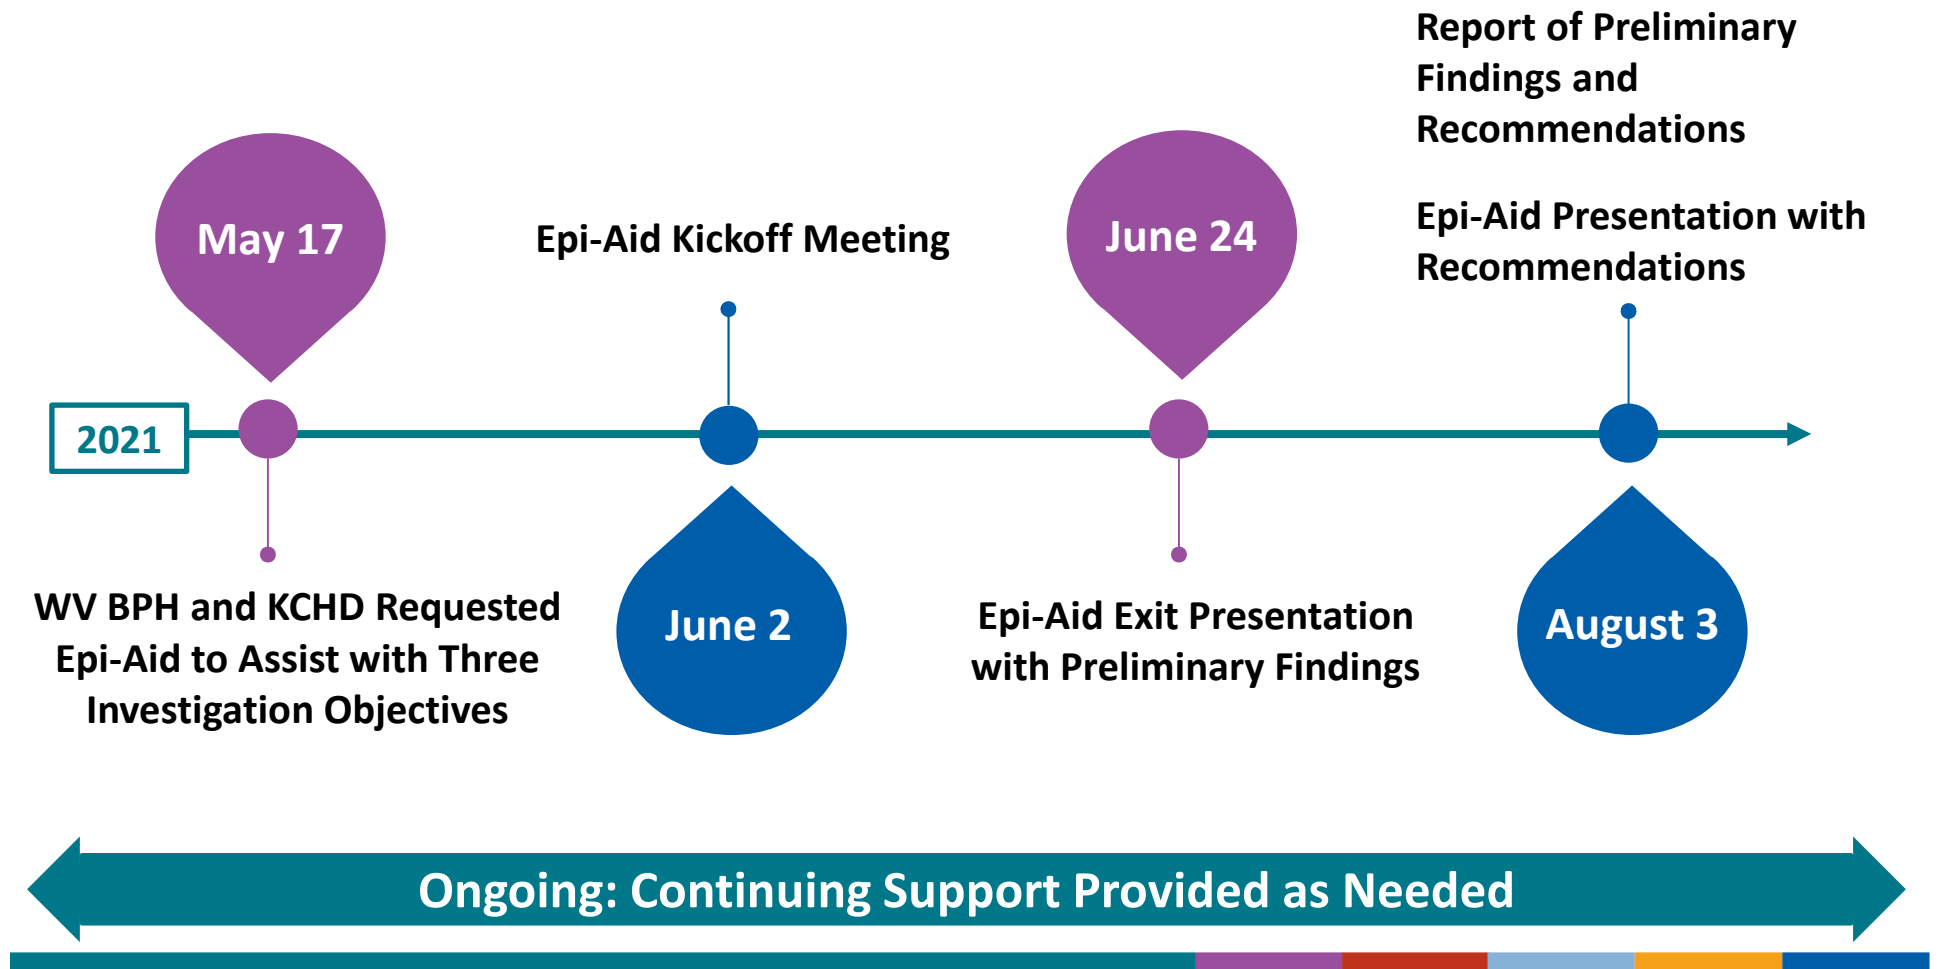 2021
May 17
WV BPH and KCHD Requested
Epi-Aid to Assist with Three
Investigation Objectives
Epi-Aid Kickoff Meeting
June 2
June 24
Epi-Aid Exit Presentation
with Preliminary Findings
Report of Preliminary
Findings and
Recommendations
Epi-Aid Presentation with
Recommendations
August 3
Ongoing: Continuing Support Provided as Needed